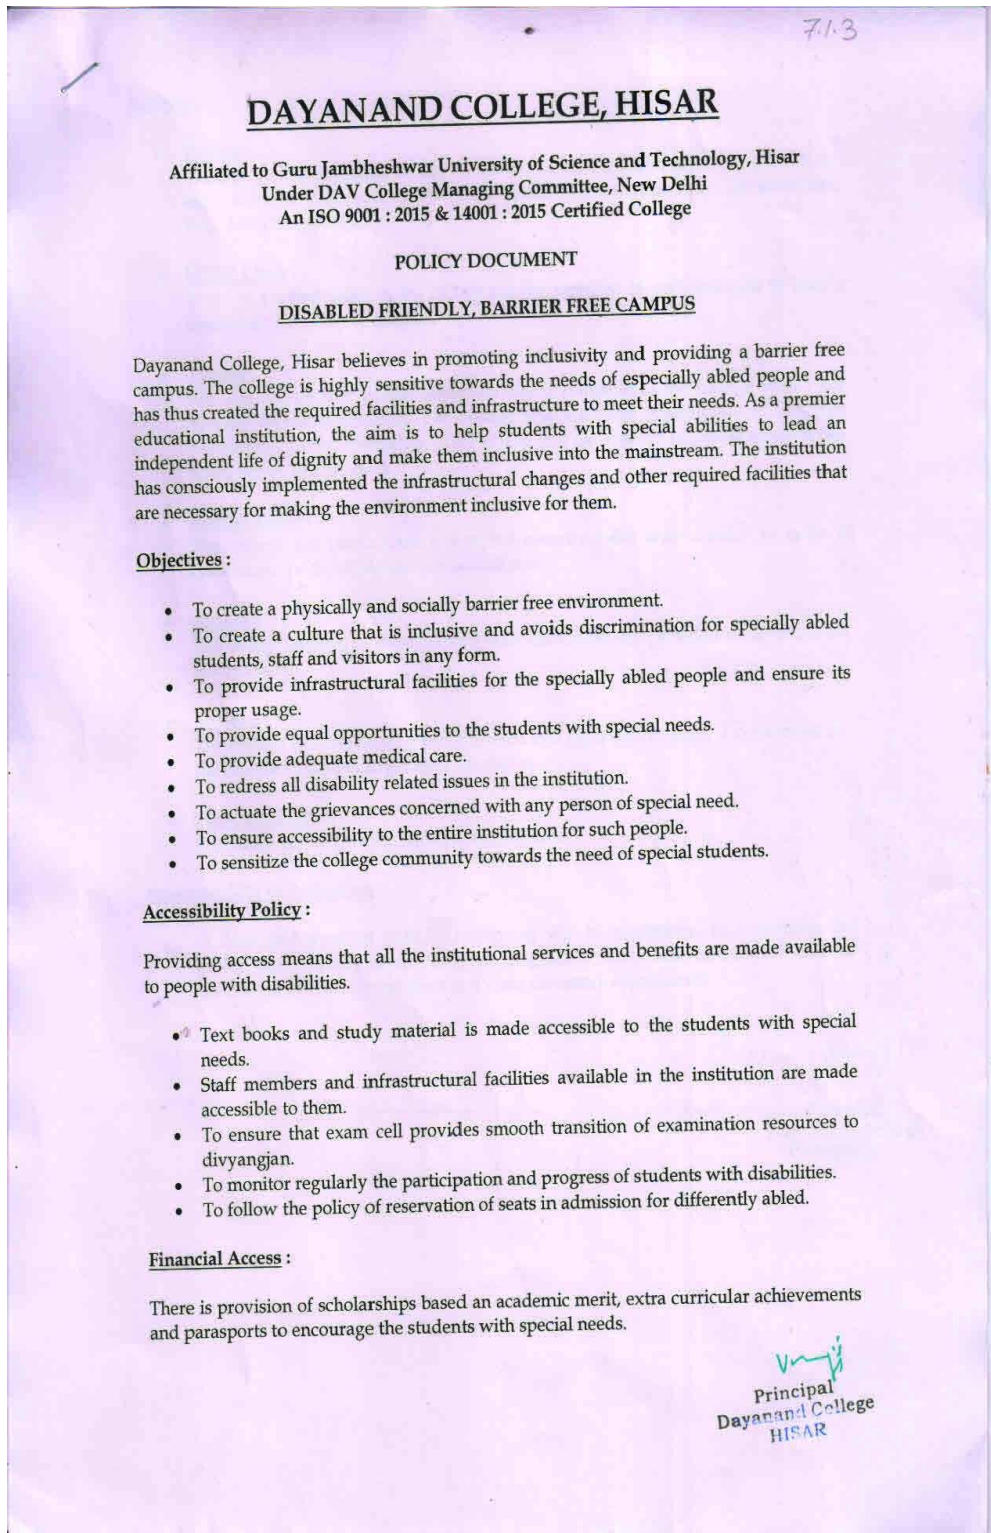 7.1.3
DAYANAND COLLEGE, HISAR
Affiliated to Guru Jambheshwar University of Science and Technology, Hisar
Under DAV College Managing Committee, New Delhi
An ISO 9001 : 2015 & 14001 : 2015 Certified College
POLICY DOCUMENT
DISABLED FRIENDLY, BARRIER FREE CAMPUS
Dayanand College, Hisar believes in promoting inclusivity and providing a barrier free
campus. The college is highly sensitive towards the needs of especially abled people and
has thus created the required facilities and infrastructure to meet their needs. As a premier
educational institution, the aim is to help students with special abilities to lead an
independent life of dignity and make them inclusive into the mainstream. The institution
has consciously implemented the infrastructural changes and other required facilities that
are necessary for making the environment inclusive for them.
Objectives :
• To create a physically and socially barrier free environment.
• To create a culture that is inclusive and avoids discrimination for specially abled
students, staff and visitors in any form.
• To provide infrastructural facilities for the specially abled people and ensure its
proper usage.
• To provide equal opportunities to the students with special needs.
• To provide adequate medical care.
• To redress all disability related issues in the institution.
• To actuate the grievances concerned with any person of special need.
• To ensure accessibility to the entire institution for such people.
• To sensitize the college community towards the need of special students.
Accessibility Policy :
Providing access means that all the institutional services and benefits are made available
to people with disabilities.
• Text books and study material is made accessible to the students with special
needs.
• Staff members and infrastructural facilities available in the institution are made
accessible to them.
• To ensure that exam cell provides smooth transition of examination resources to
divyangjan.
• To monitor regularly the participation and progress of students with disabilities.
• To follow the policy of reservation of seats in admission for differently abled.
Financial Access :
There is provision of scholarships based an academic merit, extra curricular achievements
and parasports to encourage the students with special needs.
Principal
Dayanand College
HISAR